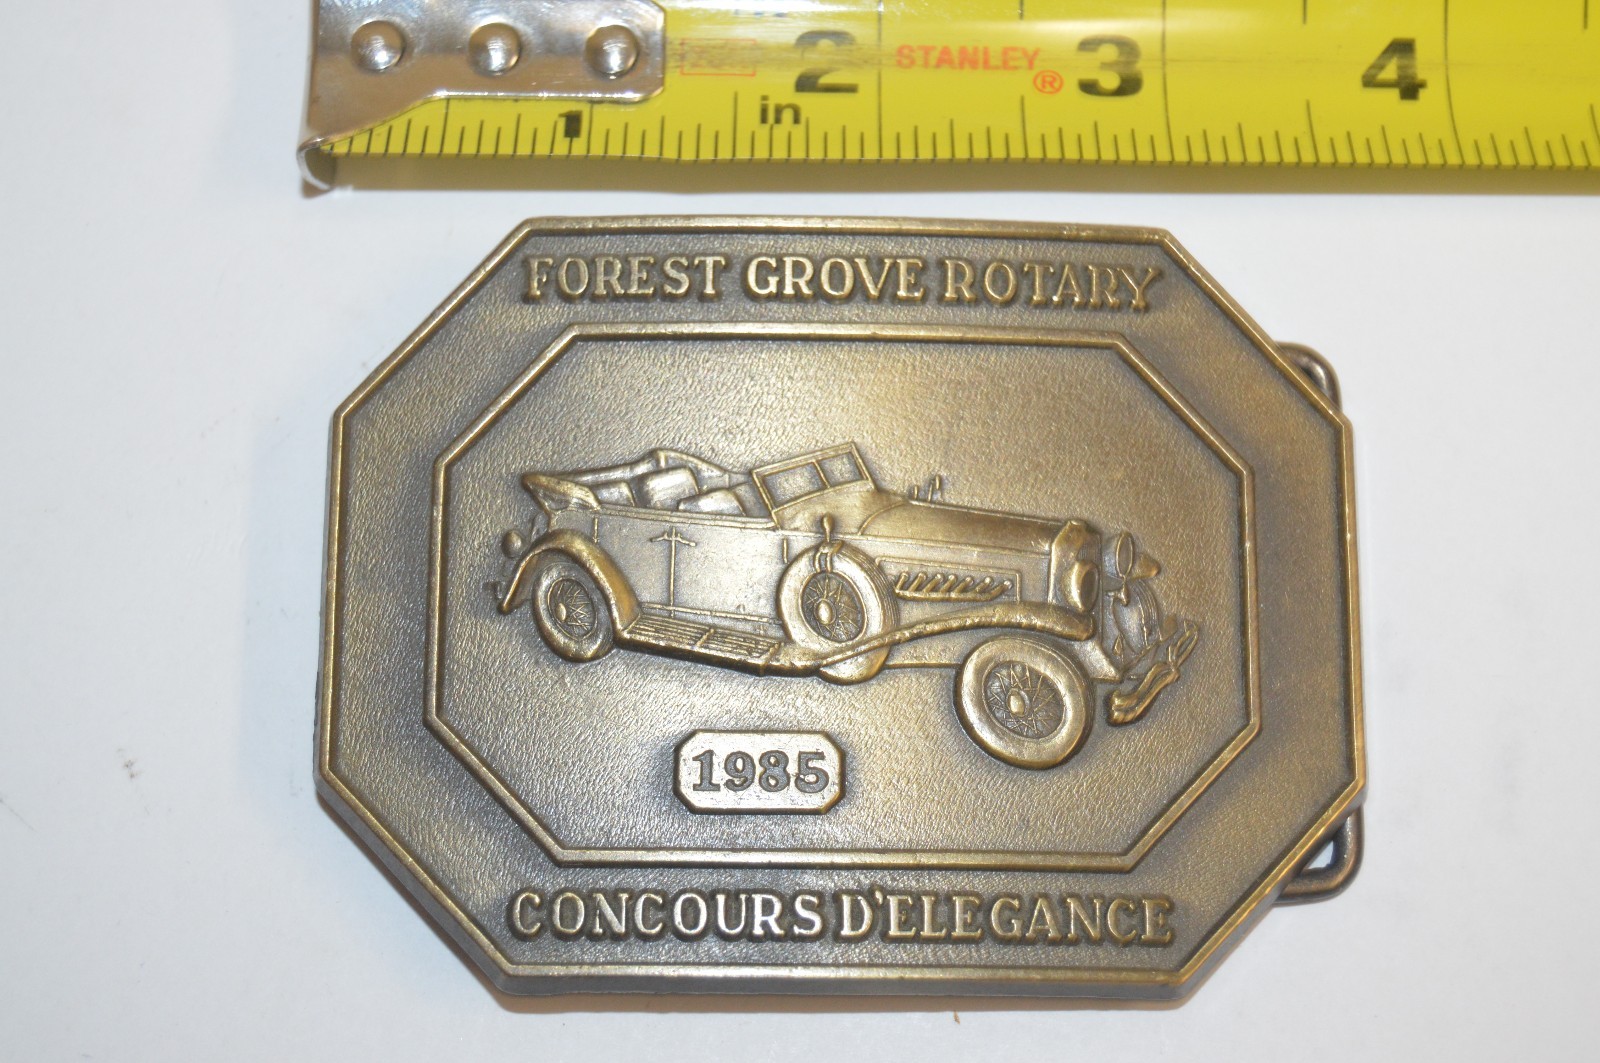 1 in 2 STANLEY® 3 4
FOREST GROVE ROTARY
1985
CONCOURS D'ELEGANCE